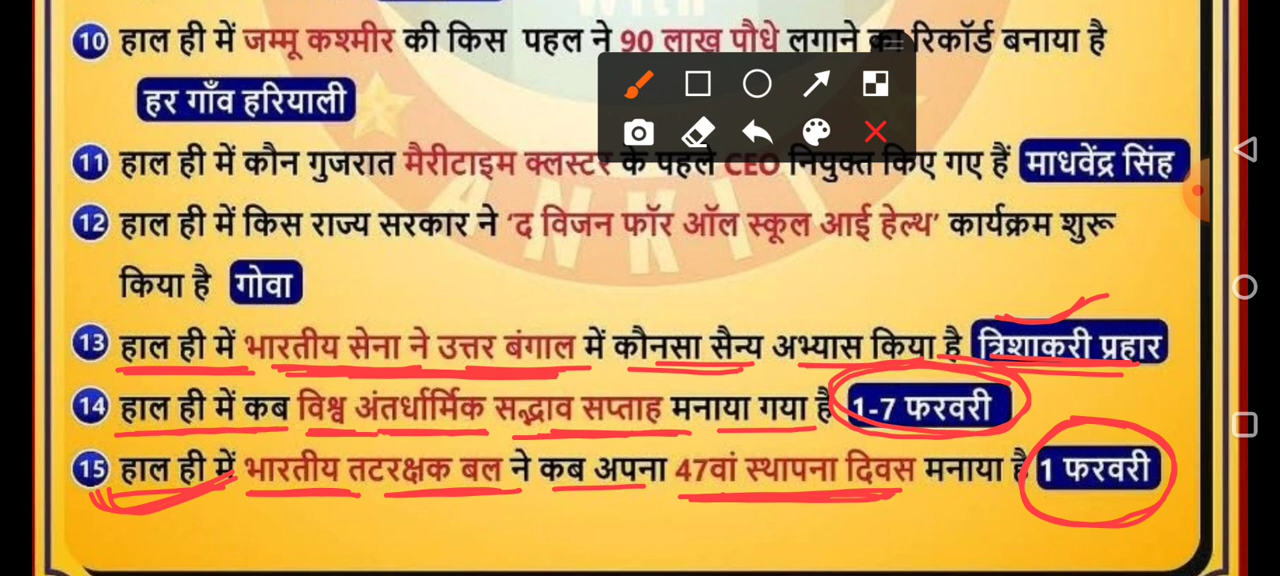 With
10 हाल ही में जम्मू कश्मीर की किस पहल ने 90 लाख पौधे लगाने का रिकॉर्ड बनाया है
हर गाँव हरियाली
11 हाल ही में कौन गुजरात मैरीटाइम क्लस्टर के पहले CEO नियुक्त किए गए हैं माधवेंद्र सिंह
ANKIT
12 हाल ही में किस राज्य सरकार ने ‘द विजन फॉर ऑल स्कूल आई हेल्थ’ कार्यक्रम शुरू
किया है गोवा
13 हाल ही में भारतीय सेना ने उत्तर बंगाल में कौनसा सैन्य अभ्यास किया है त्रिशाकरी प्रहार
14 हाल ही में कब विश्व अंतर्धार्मिक सद्भाव सप्ताह मनाया गया है 1-7 फरवरी
15 हाल ही में भारतीय तटरक्षक बल ने कब अपना 47वां स्थापना दिवस मनाया है 1 फरवरी